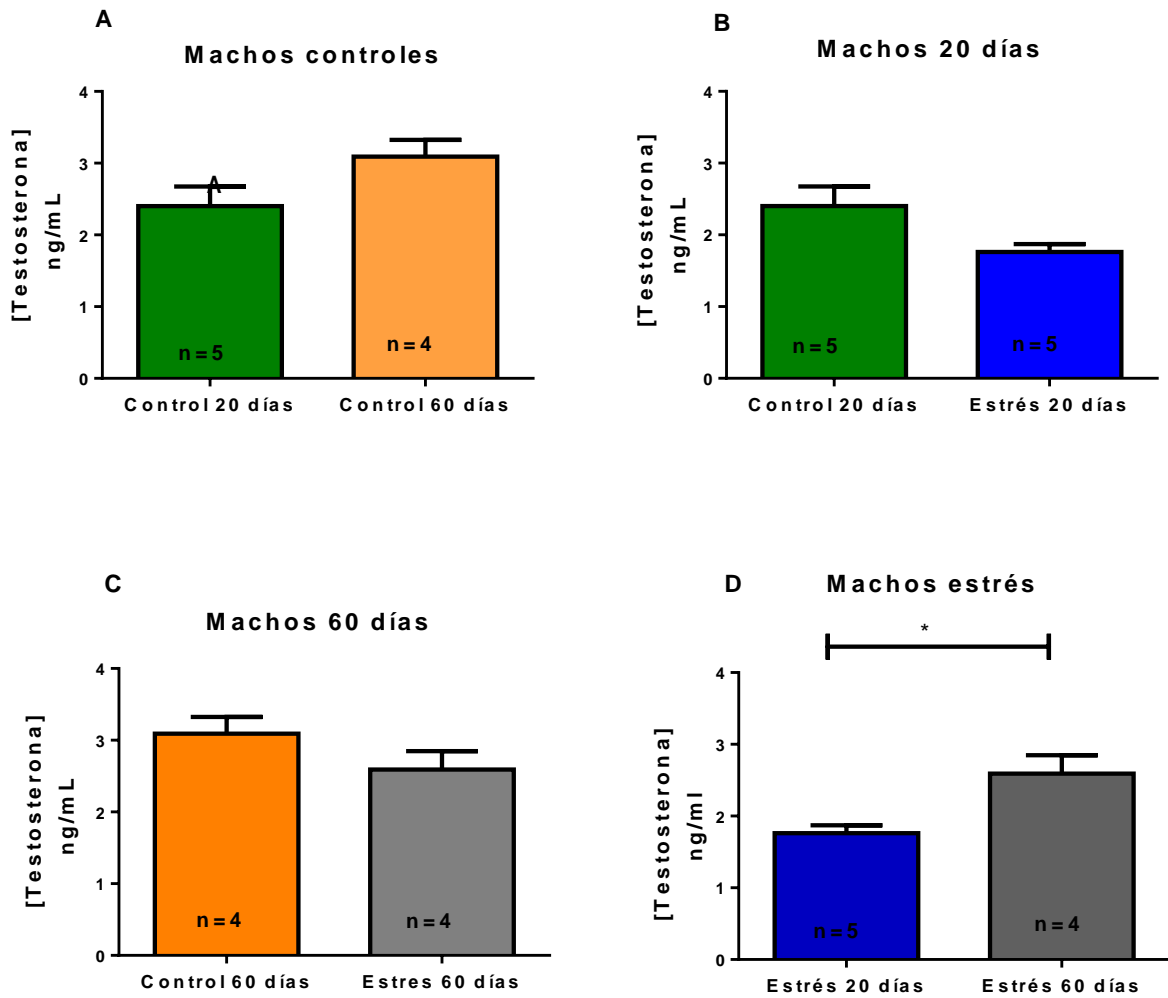 A
Machos controles
[Testosterona]
ng/mL
4
3
2
1
0
A
n=5
n=4
Control 20 días
Control 60 días
B
Machos 20 días
[Testosterona]
ng/mL
4
3
2
1
0
n=5
n=5
Control 20 días
Estrés 20 días
C
Machos 60 días
[Testosterona]
ng/mL
4
3
2
1
0
n=4
n=4
Control 60 días
Estres 60 días
D
Machos estrés
*
[Testosterona]
ng/ml
4
3
2
1
0
n=5
n=4
Estrés 20 días
Estrés 60 días